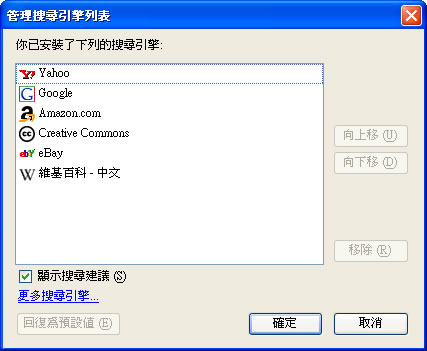 管理搜尋引擎列表
你已安裝了下列的搜尋引擎:
Yahoo
Google
Amazon.com
Creative Commons
eBay
維基百科 - 中文
向上移 (U)
向下移 (D)
移除 (R)
顯示搜尋建議 (S)
更多搜尋引擎...
回復為預設值 (E)
確定
取消